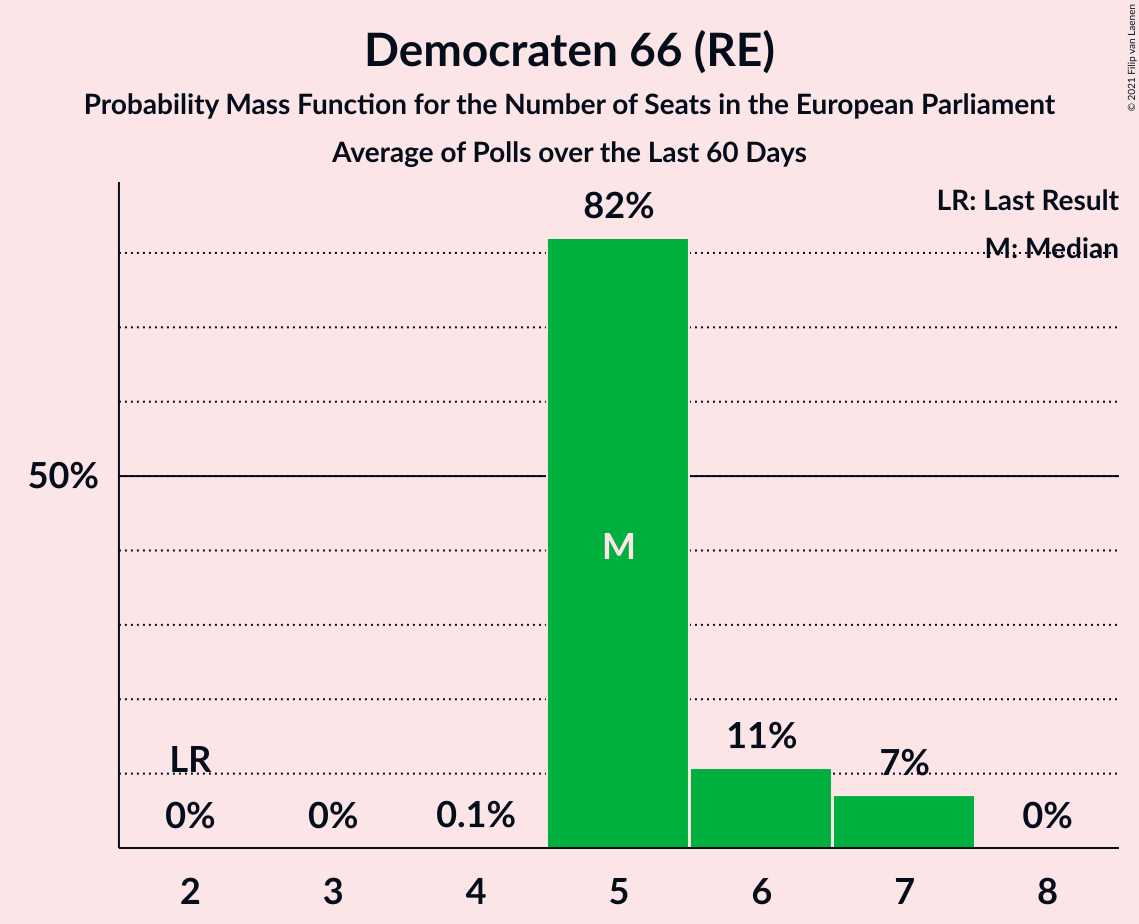 Democraten 66 (RE)
Probability Mass Function for the Number of Seats in the European Parliament
Average of Polls over the Last 60 Days
© 2021 Filip van Laenen
LR: Last Result
M: Median
82%
50%
M
LR
11%
7%
0%
0%
0.1%
0%
2
3
4
5
6
7
8